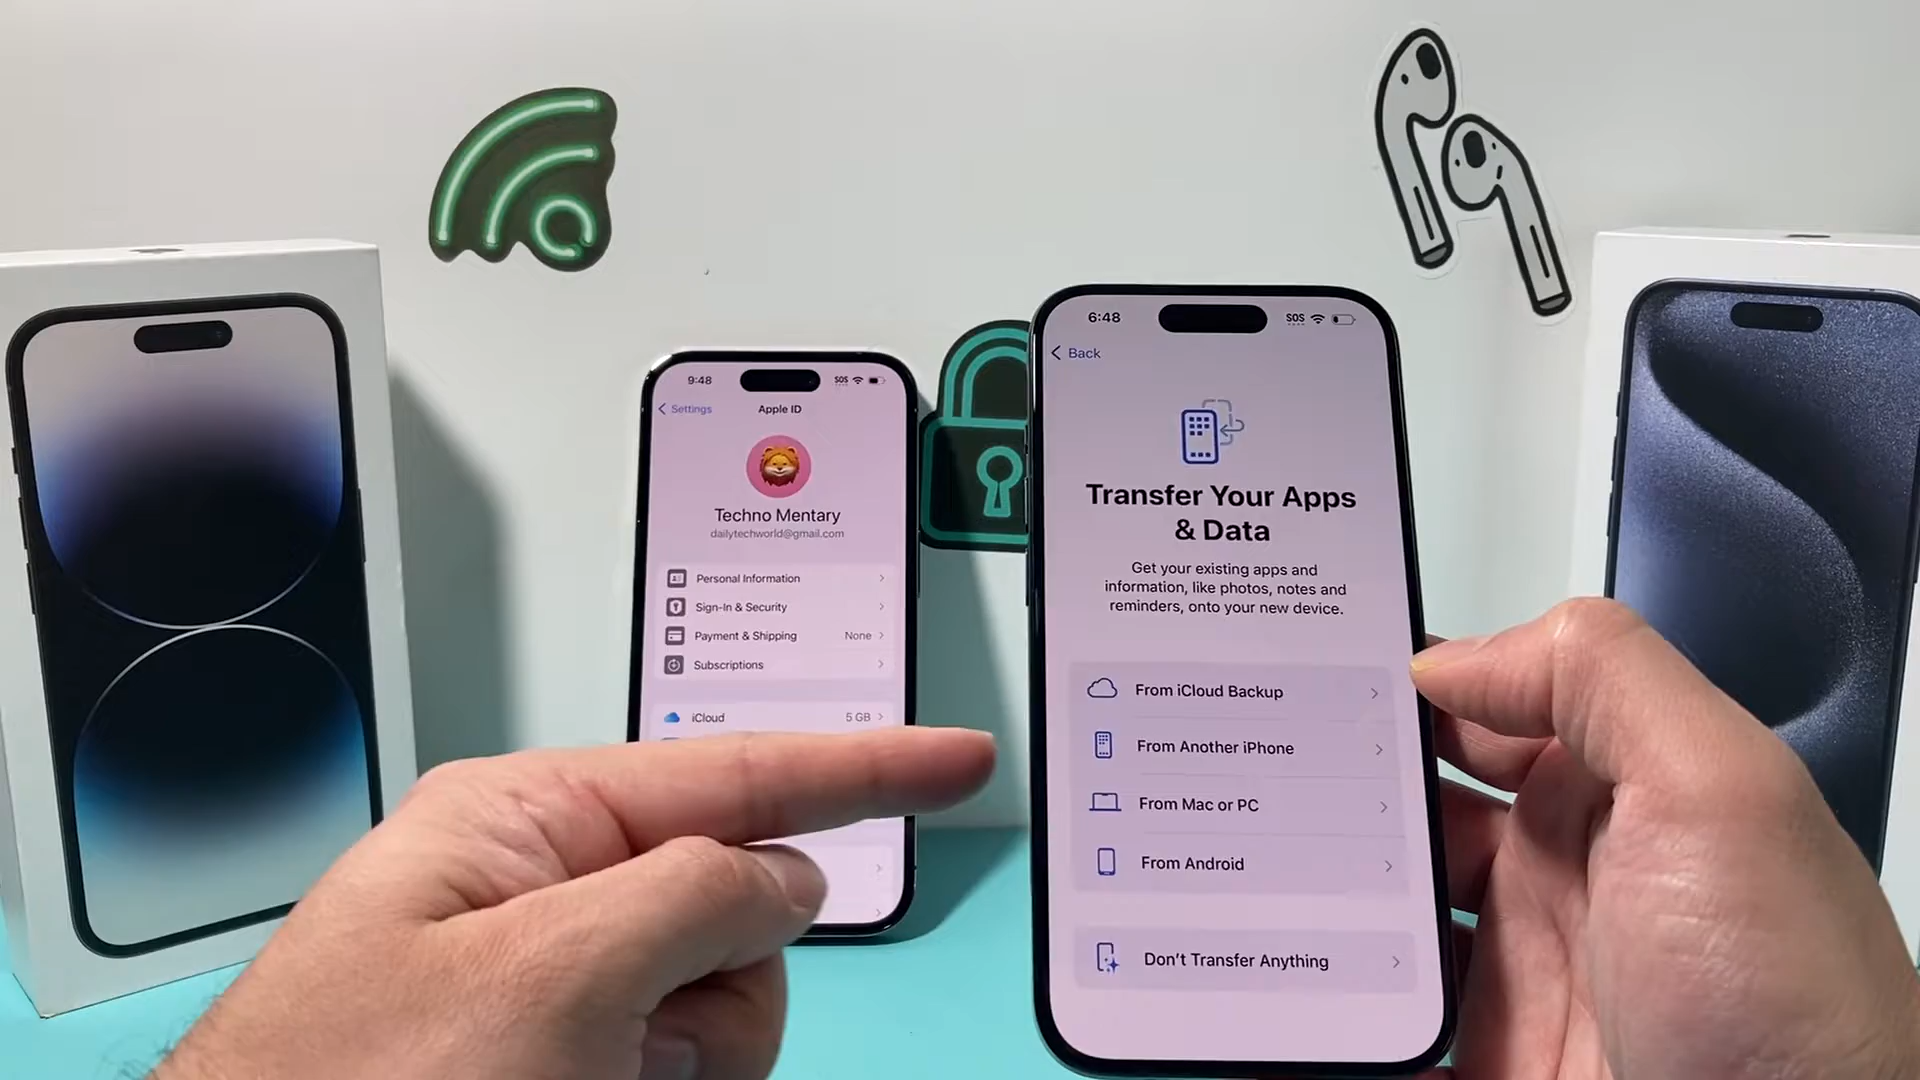 9:48
SOS
Settings
Apple ID
Techno Mentary
dailytechworld@gmail.com
Personal Information
Sign-In & Security
Payment & Shipping
None
Subscriptions
iCloud
5 GB
6:48
SOS
Back
Transfer Your Apps
& Data
Get your existing apps and
information, like photos, notes and
reminders, onto your new device.
From iCloud Backup
From Another iPhone
From Mac or PC
From Android
Don't Transfer Anything